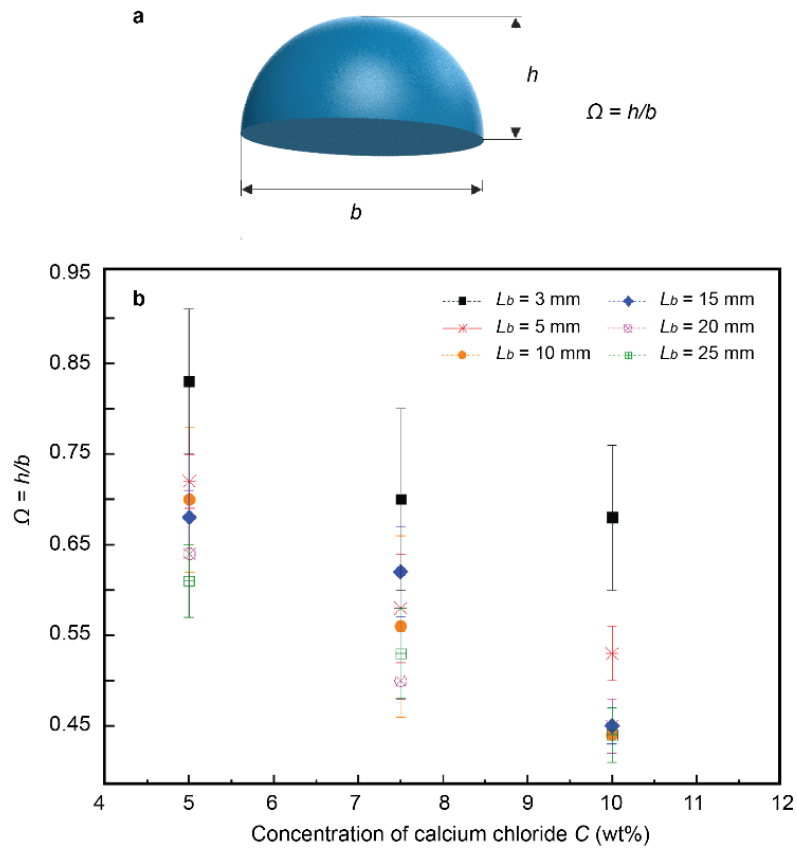 a
h
Ω = h/b
b
b
Lb = 3 mm
Lb = 15 mm
Lb = 5 mm
Lb = 20 mm
Lb = 10 mm
Lb = 25 mm
0.95
0.85
0.75
0.65
0.55
0.45
Ω = h/b
4 5 6 7 8 9 10 11 12
Concentration of calcium chloride C (wt%)